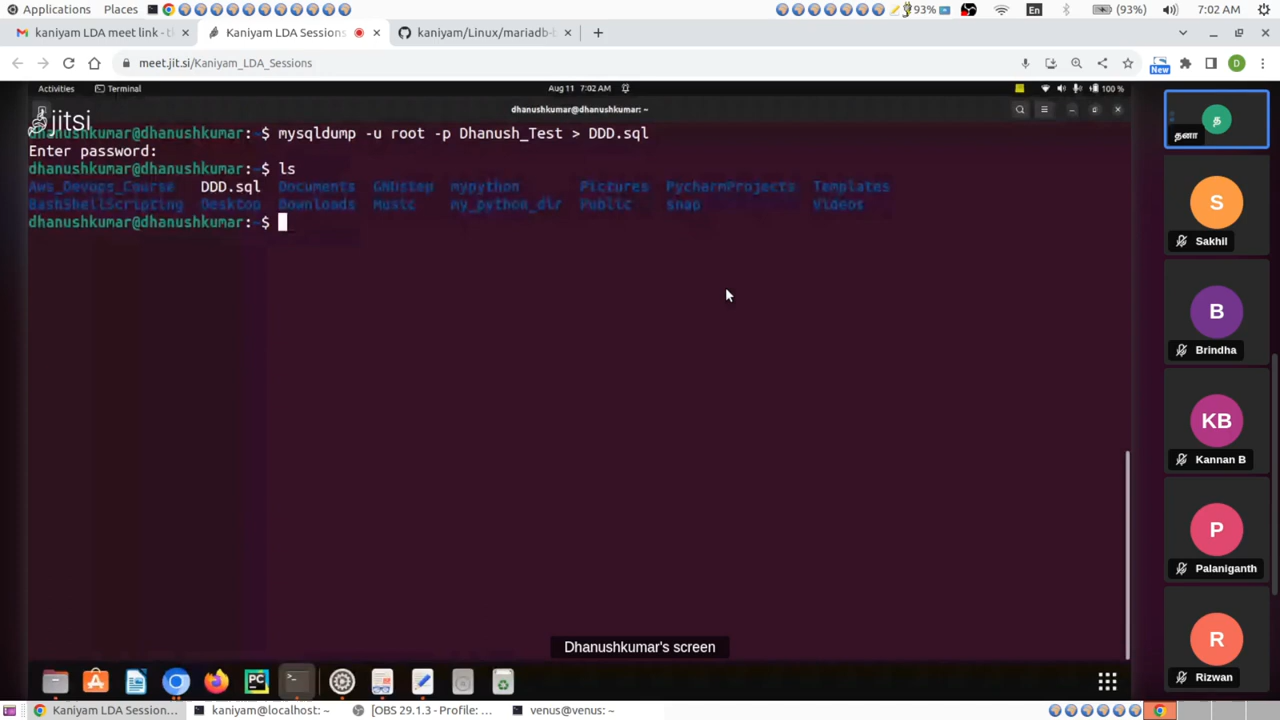 Applications Places 93% En (93%) 7:02 AM
kaniyam LDA meet link - t
Kaniyam LDA Sessions
kaniyam/Linux/mariadb-b
meet.jit.si/Kaniyam_LDA_Sessions
New
D
Activities Terminal Aug 11 7:02 AM 100 %
dhanushkumar@dhanushkumar: ~
jitsi
dhanushkumar@dhanushkumar:~$ mysqldump -u root -p Dhanush_Test > DDD.sql
Enter password:
dhanushkumar@dhanushkumar:~$ ls
Aws_Devops_Course DDD.sql Documents GNUstep mypython Pictures PycharmProjects Templates
BashShellScripting Desktop Downloads Music my_python_dir Public snap Videos
dhanushkumar@dhanushkumar:~$
த
தனா
S
Sakhil
B
Brindha
KB
Kannan B
P
Palaniganth
R
Rizwan
Dhanushkumar's screen
Kaniyam LDA Session... kaniyam@localhost: ~ [OBS 29.1.3 - Profile: ... venus@venus: ~